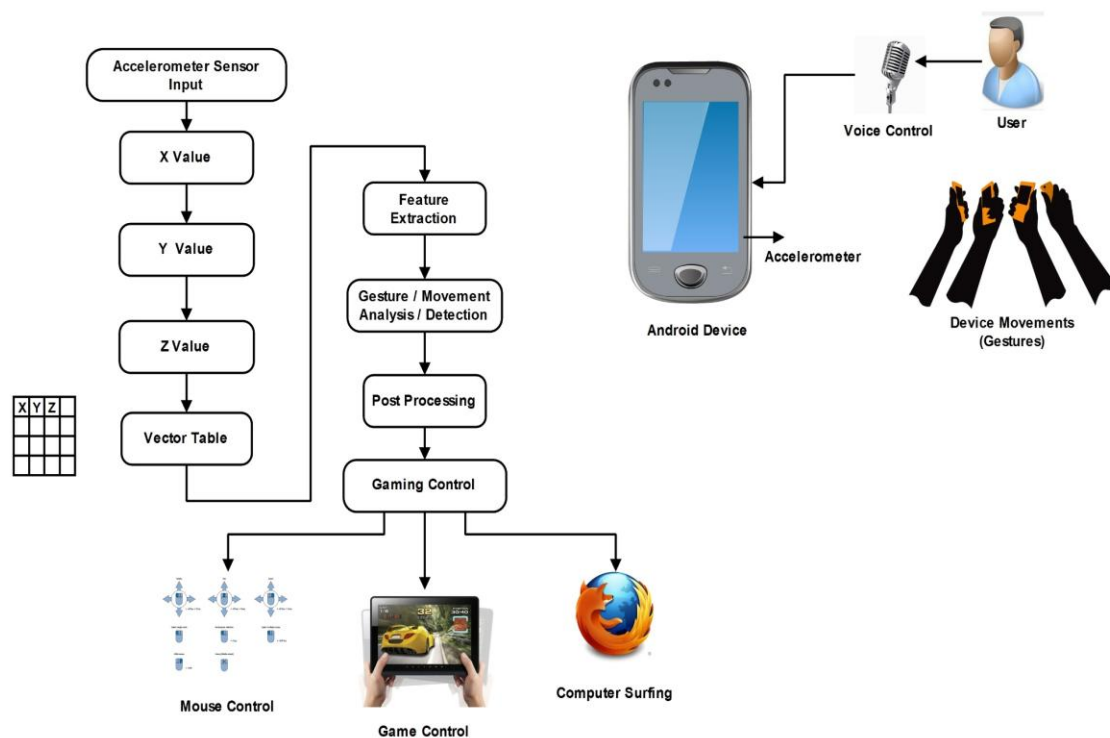 Accelerometer Sensor
Input
X Value
Y Value
Z Value
Vector Table
X Y Z
Feature
Extraction
Gesture / Movement
Analysis / Detection
Post Processing
Gaming Control
Mouse Control
Game Control
Computer Surfing
Voice Control
User
Accelerometer
Android Device
Device Movements
(Gestures)